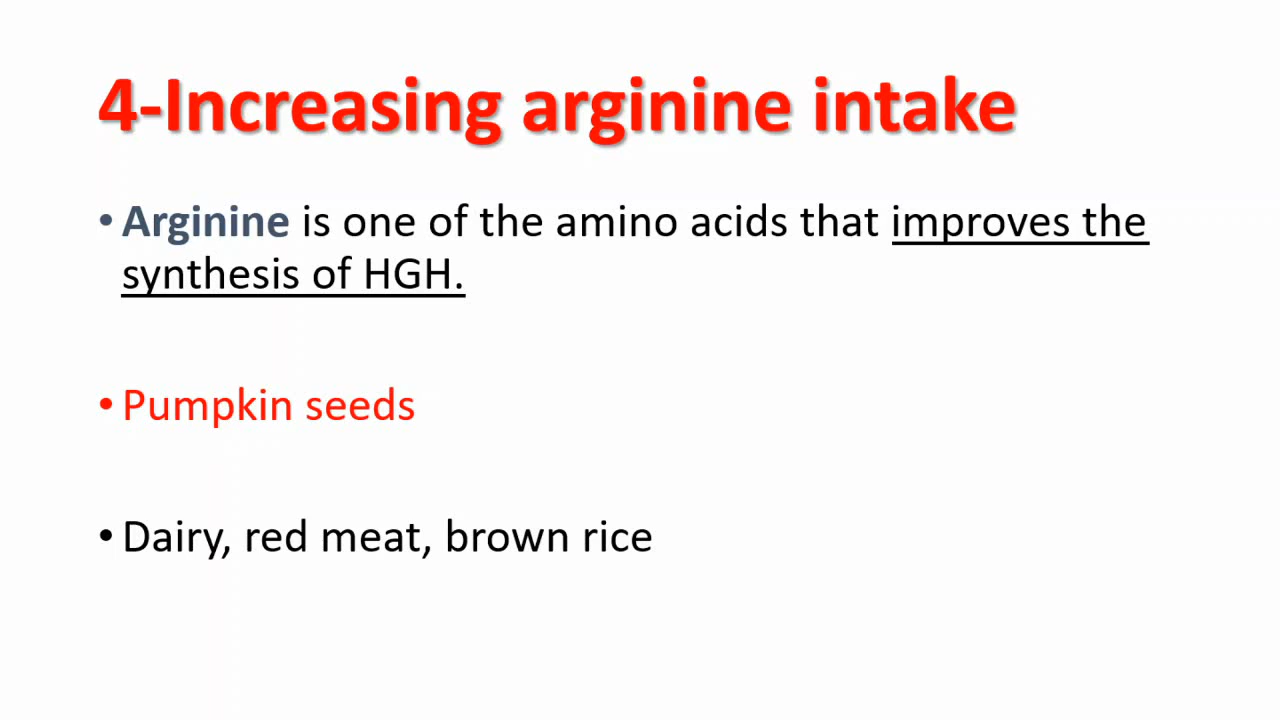 4-Increasing arginine intake
•Arginine is one of the amino acids that improves the
synthesis of HGH.
•Pumpkin seeds
•Dairy, red meat, brown rice